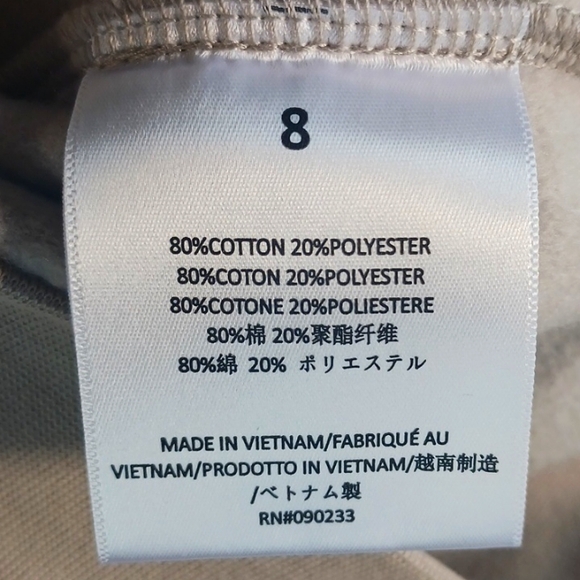 8
80%COTTON 20%POLYESTER
80%COTON 20%POLYESTER
80%COTONE 20%POLIESTERE
80%棉 20%聚酯纤维
80%綿 20% ポリエステル
MADE IN VIETNAM/FABRIQUÉ AU
VIETNAM/PRODOTTO IN VIETNAM/越南制造
/ベトナム製
RN#090233